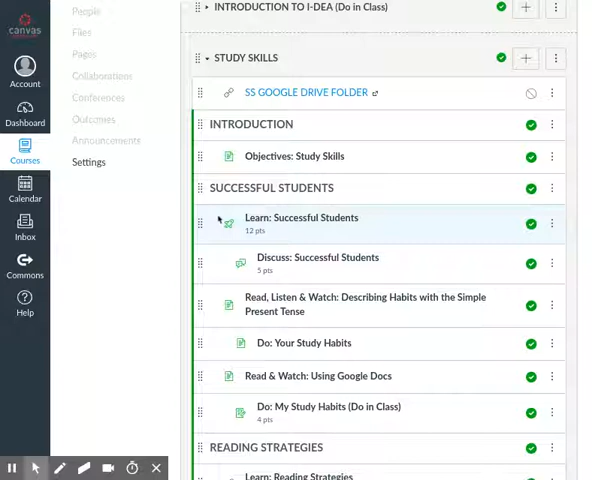 canvas
Account
Dashboard
Courses
Calendar
Inbox
Commons
Help
People
Files
Pages
Collaborations
Conferences
Outcomes
Announcements
Settings
INTRODUCTION TO I-DEA (Do in Class)
STUDY SKILLS
SS GOOGLE DRIVE FOLDER
INTRODUCTION
Objectives: Study Skills
SUCCESSFUL STUDENTS
Learn: Successful Students
12 pts
Discuss: Successful Students
5 pts
Read, Listen & Watch: Describing Habits with the Simple
Present Tense
Do: Your Study Habits
Read & Watch: Using Google Docs
Do: My Study Habits (Do in Class)
4 pts
READING STRATEGIES
Learn: Reading Strategies